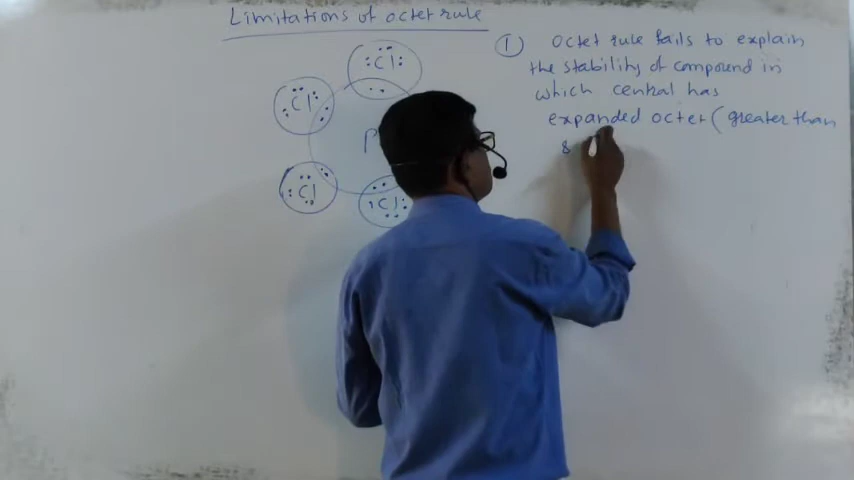 Limitations of octet rule
① Octet rule fails to explain
the stability of compound in
which central has
expanded octet (greater than
8
Cl
Cl
P
Cl
Cl